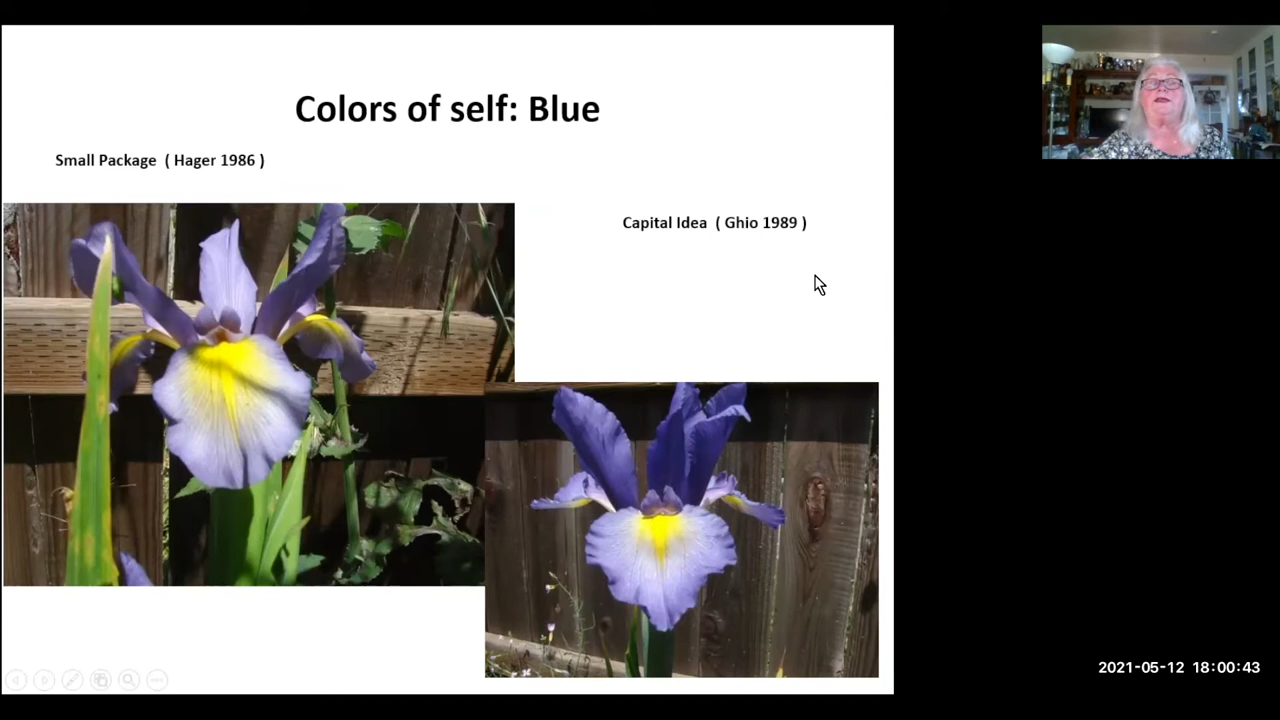 Colors of self: Blue
Small Package ( Hager 1986 )
Capital Idea ( Ghio 1989 )
2021-05-12 18:00:43